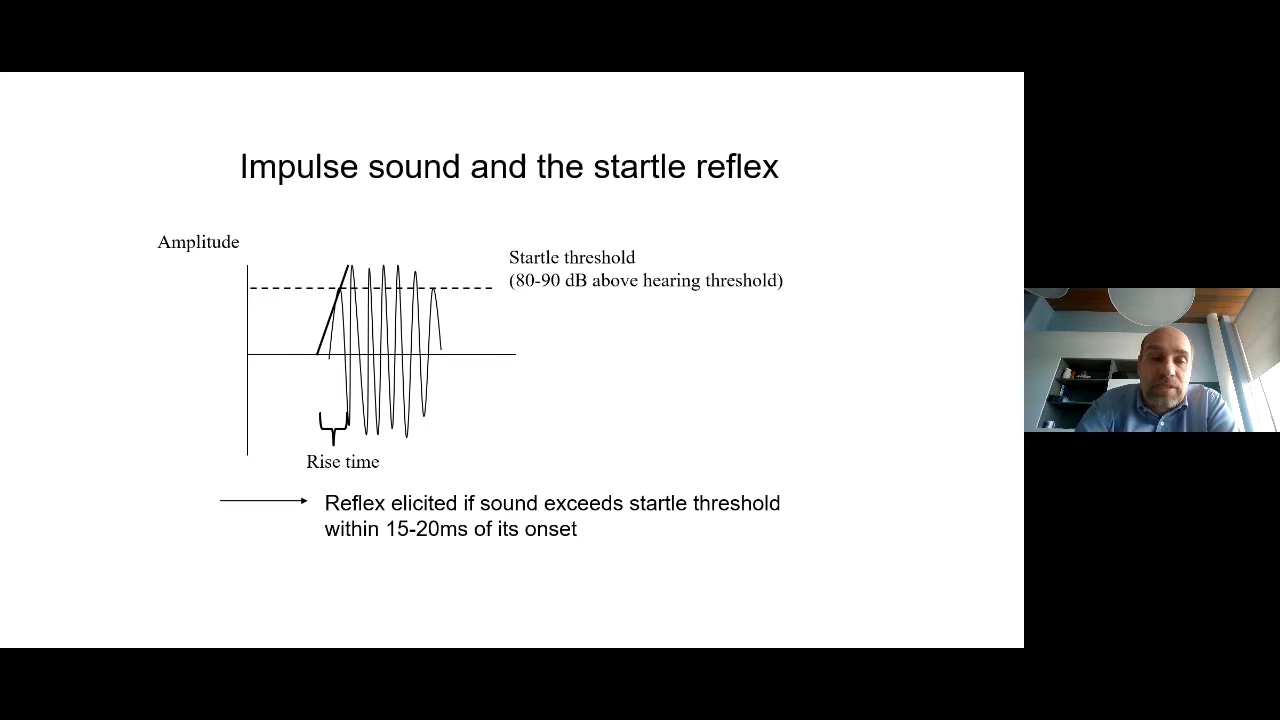 Impulse sound and the startle reflex
Amplitude
Startle threshold
(80-90 dB above hearing threshold)
Rise time
Reflex elicited if sound exceeds startle threshold
within 15-20ms of its onset